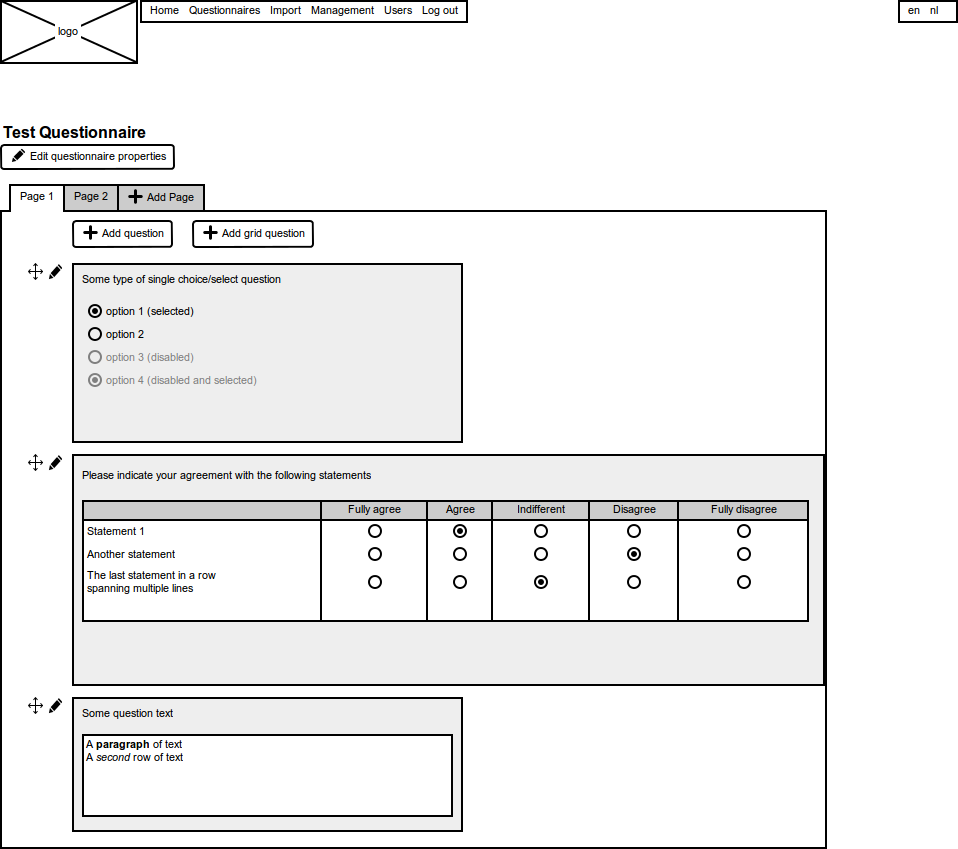 logo
Home Questionnaires Import Management Users Log out
en nl
Test Questionnaire
Edit questionnaire properties
Page 1 Page 2 Add Page
Add question Add grid question
Some type of single choice/select question
option 1 (selected)
option 2
option 3 (disabled)
option 4 (disabled and selected)
Please indicate your agreement with the following statements
Fully agree Agree Indifferent Disagree Fully disagree
Statement 1
Another statement
The last statement in a row
spanning multiple lines
Some question text
A paragraph of text
A second row of text